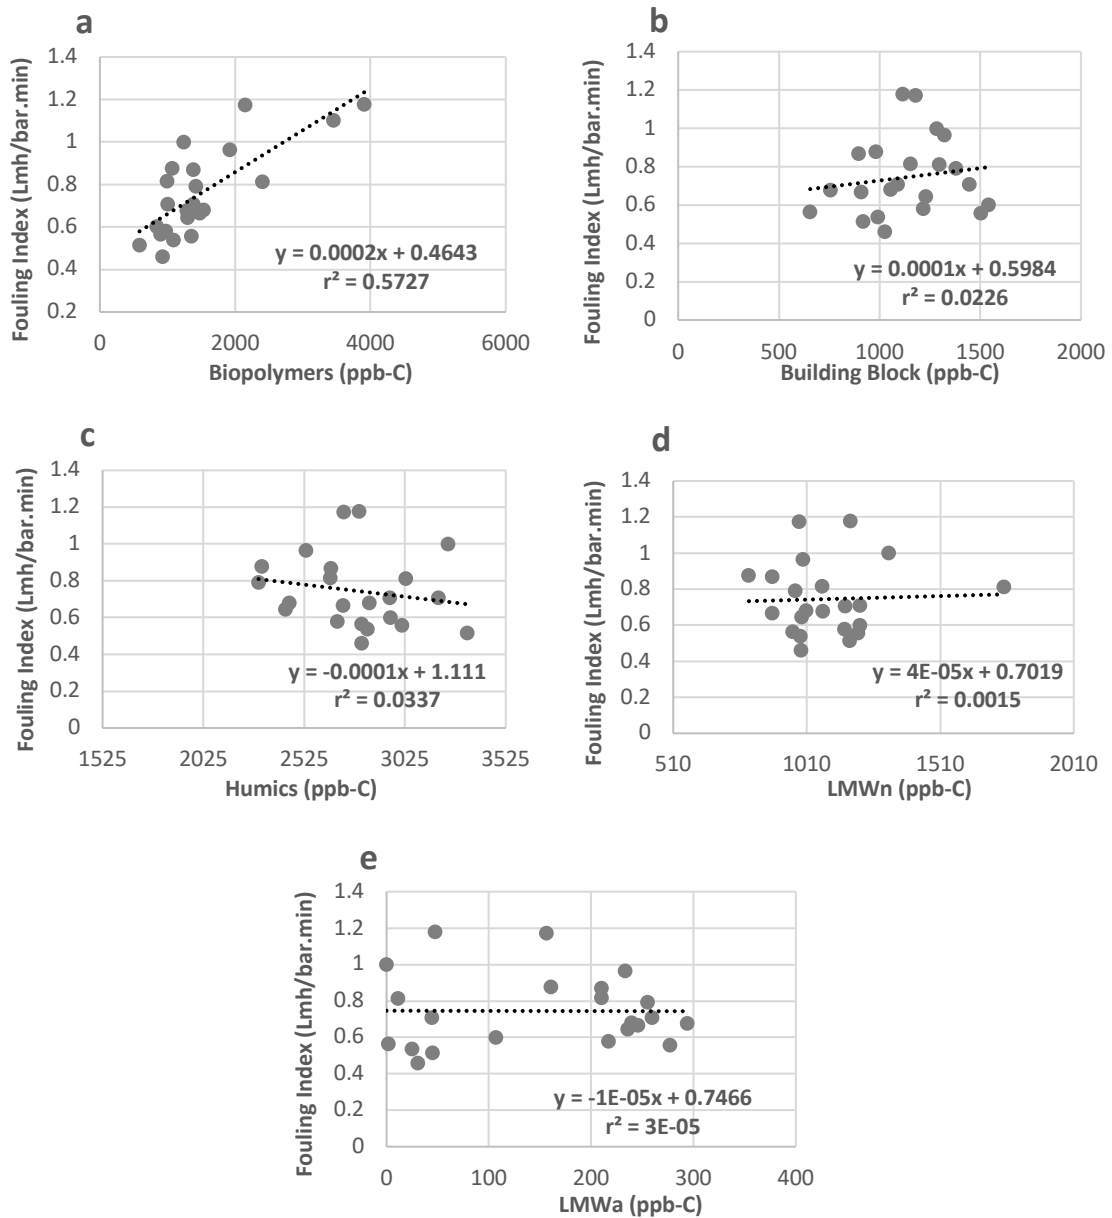 a
Fouling Index (Lmh/bar.min)
1.4
1.2
1
0.8
0.6
0.4
0.2
y = 0.0002x + 0.4643
r² = 0.5727
0 2000 4000 6000
Biopolymers (ppb-C)
b
Fouling Index (Lmh/bar.min)
1.4
1.2
1
0.8
0.6
0.4
0.2
0
y = 0.0001x + 0.5984
r² = 0.0226
0 500 1000 1500 2000
Building Block (ppb-C)
c
Fouling Index (Lmh/bar.min)
1.4
1.2
1
0.8
0.6
0.4
0.2
0
y = -0.0001x + 1.111
r² = 0.0337
1525 2025 2525 3025 3525
Humics (ppb-C)
d
Fouling Index (Lmh/bar.min)
1.4
1.2
1
0.8
0.6
0.4
0.2
0
y = 4E-05x + 0.7019
r² = 0.0015
510 1010 1510 2010
LMWn (ppb-C)
e
Fouling Index (Lmh/bar.min)
1.4
1.2
1
0.8
0.6
0.4
0.2
0
y = -1E-05x + 0.7466
r² = 3E-05
0 100 200 300 400
LMWa (ppb-C)